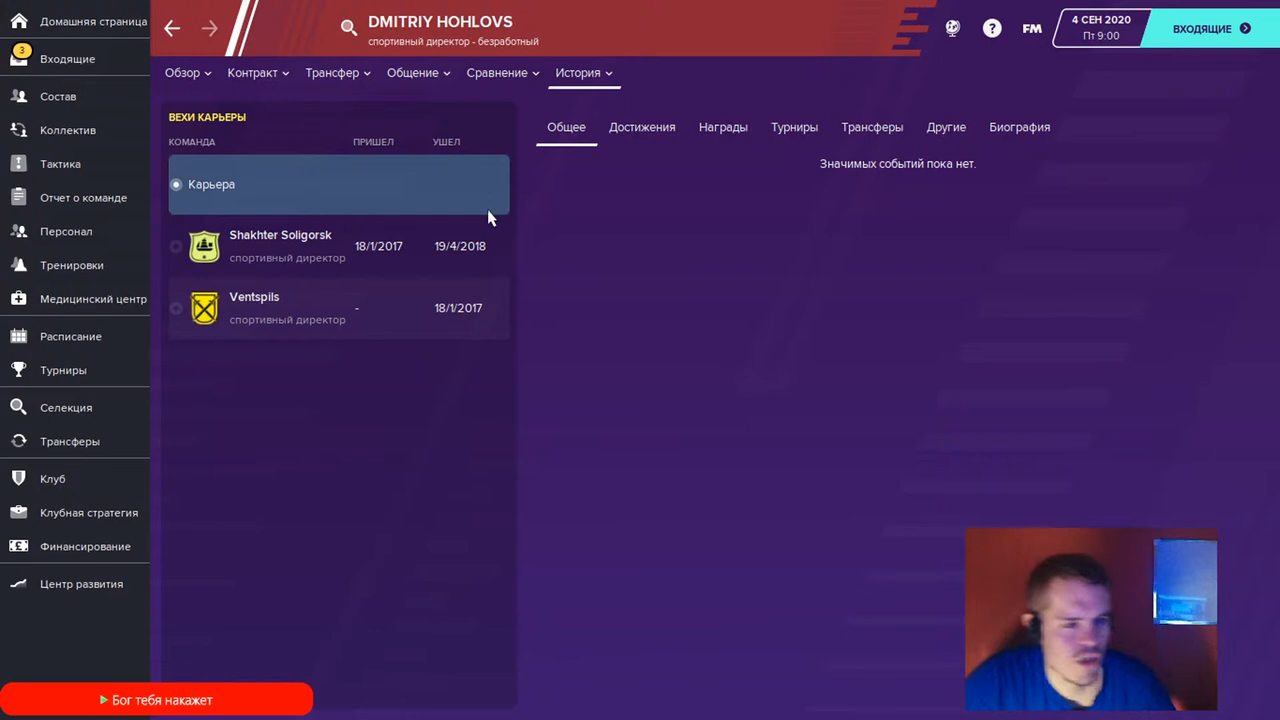 Домашняя страница
3
Входящие
Состав
Коллектив
Тактика
Отчет о команде
Персонал
Тренировки
Медицинский центр
Расписание
Турниры
Селекция
Трансферы
Клуб
Клубная стратегия
Финансирование
Центр развития
DMITRIY HOHLOVS
спортивный директор - безработный
?
FM
4 СЕН 2020
Пт 9:00
ВХОДЯЩИЕ
Обзор Контракт Трансфер Общение Сравнение История
ВЕХИ КАРЬЕРЫ
КОМАНДА ПРИШЕЛ УШЕЛ
Карьера
Shakhter Soligorsk
спортивный директор
18/1/2017 19/4/2018
Ventspils
спортивный директор
- 18/1/2017
Общее Достижения Награды Турниры Трансферы Другие Биография
Значимых событий пока нет.
Бог тебя накажет